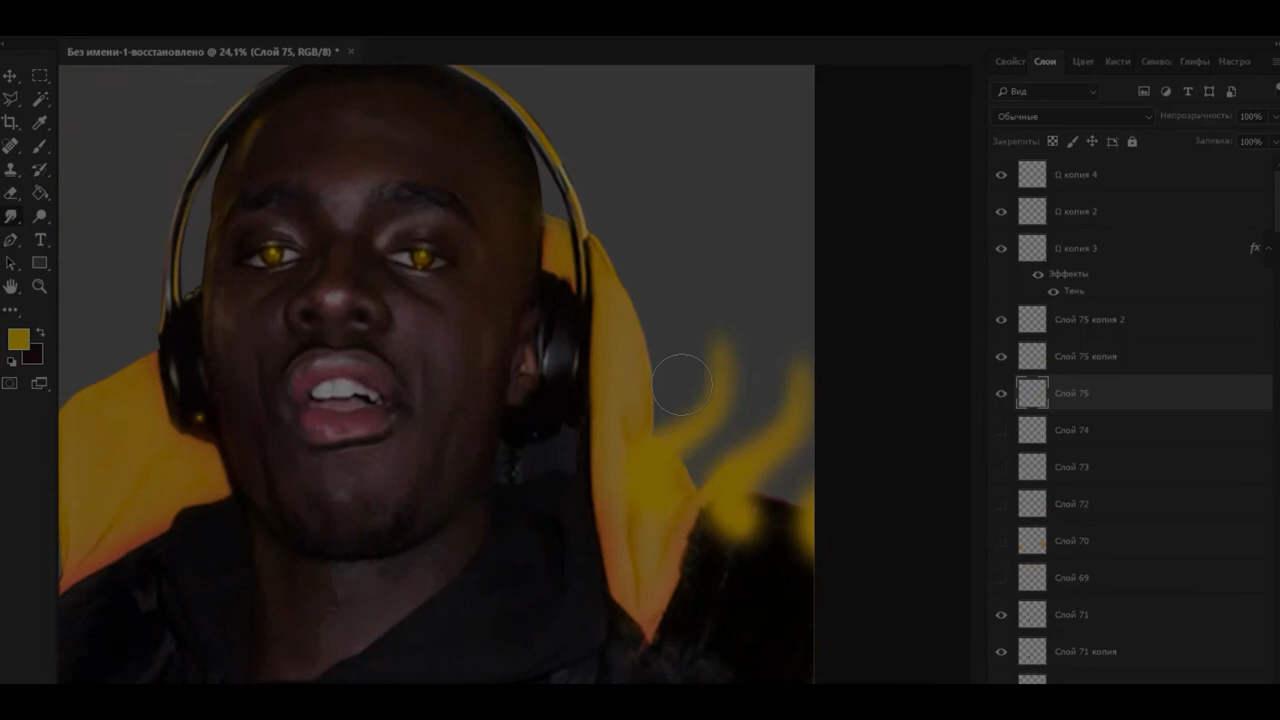 Без имени-1-восстановлено @ 24,1% (Слой 75, RGB/8) *
Свойст Слои Цвет Кисти Символ Глифы Настро
Вид
Обычные Непрозрачность: 100%
Закрепить: Заливка: 100%
Ω копия 4
Ω копия 2
Ω копия 3 fx
Эффекты
Тень
Слой 75 копия 2
Слой 75 копия
Слой 75
Слой 74
Слой 73
Слой 72
Слой 70
Слой 69
Слой 71
Слой 71 копия